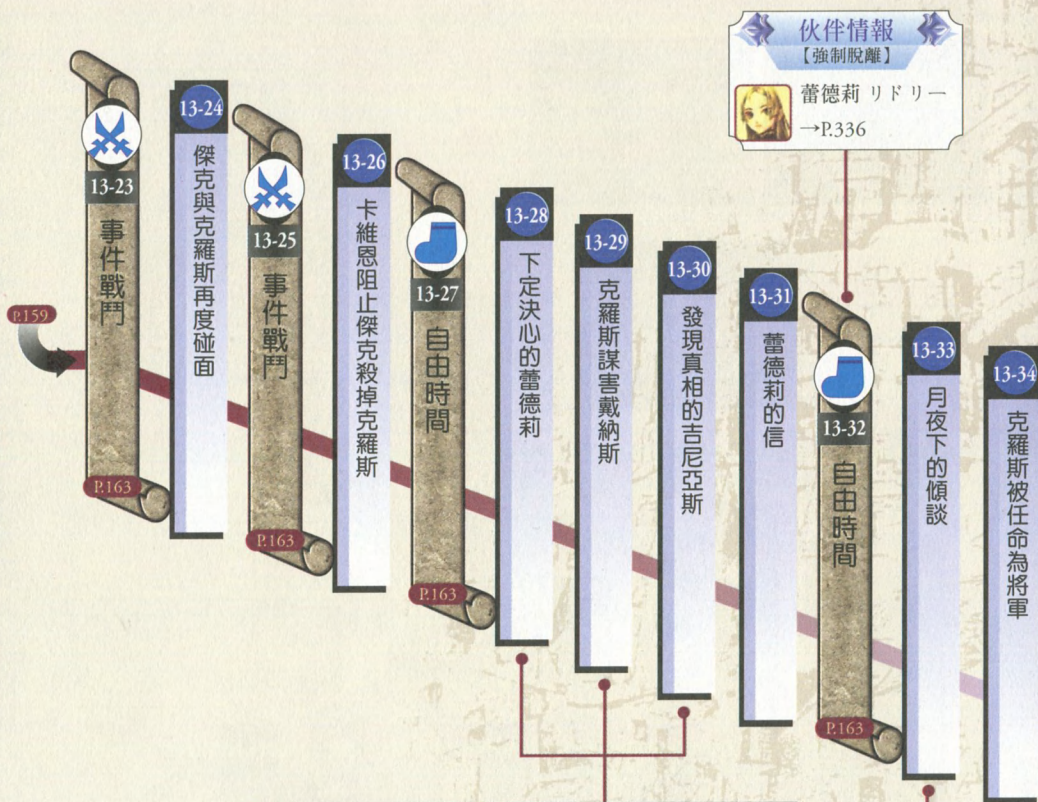 伙伴情報
【強制脫離】
蕾德莉 リドリー
→P.336
P.159
13-23
事件戰鬥
P.163
13-24
傑克與克羅斯再度碰面
13-25
事件戰鬥
P.163
13-26
卡維恩阻止傑克殺掉克羅斯
13-27
自由時間
P.163
13-28
下定決心的蕾德莉
13-29
克羅斯謀害戴納斯
13-30
發現真相的吉尼亞斯
13-31
蕾德莉的信
13-32
自由時間
P.163
13-33
月夜下的傾談
13-34
克羅斯被任命為將軍